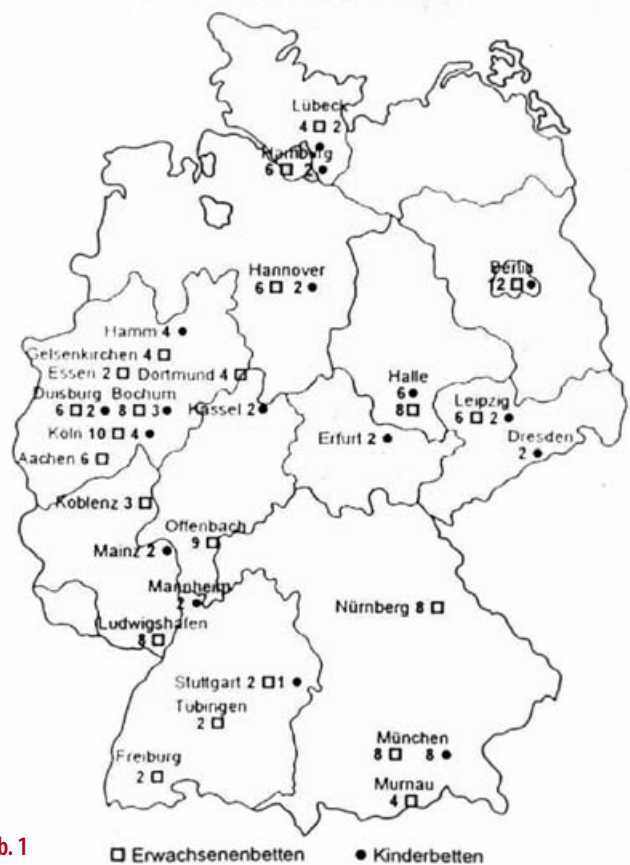 Lübeck
4 □ 2
●
Hamburg
6 □ 2 ●
Hannover
6 □ 2 ●
Berlin
12 □ ●
Hamm 4 ●
Gelsenkirchen 4 □
Essen 2 □ Dortmund 4 □
Duisburg Bochum
6 □ 2 ● 8 □ 3 ●
Kassel 2 ●
Köln 10 □ 4 ●
Aachen 6 □
Halle
6 ●
8 □
Leipzig
6 □ 2 ●
Erfurt 2 ●
Dresden
2 ●
Koblenz 3 □
Offenbach
9 □
Mainz 2 ●
Mannheim
2 ●
Ludwigshafen
8 □
Nürnberg 8 □
Stuttgart 2 □ 1 ●
Tübingen
2 □
Freiburg
2 □
München
8 □ 8 ●
Murnau
4 □
b. 1
□ Erwachsenenbetten ● Kinderbetten